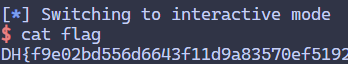 [*] Switching to interactive mode
$ cat flag
DH{f9e02bd556d6643f11d9a83570ef5192